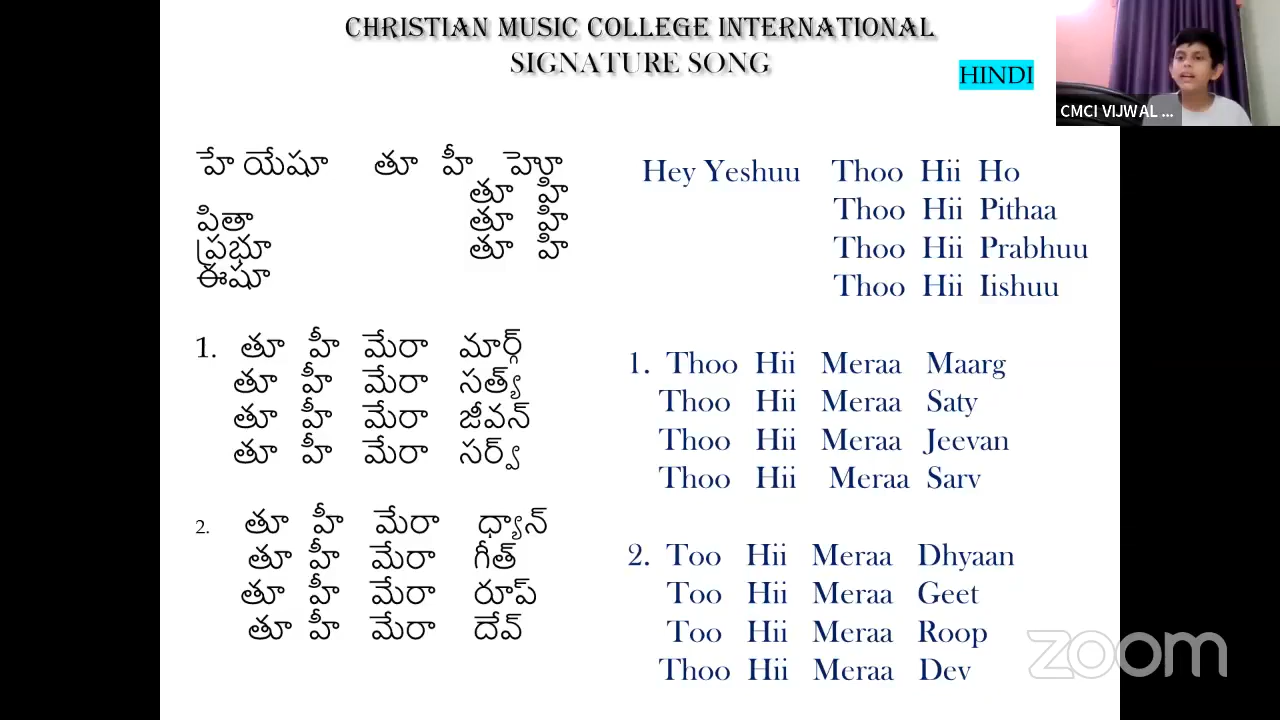 CHRISTIAN MUSIC COLLEGE INTERNATIONAL
SIGNATURE SONG
HINDI
CMCI VIJWAL ...
హే యేషూ తూ హీ హెూ
తూ హి
పితా తూ హి
ప్రభూ తూ హి
ఈషూ
1. తూ హీ మేరా మార్గ్
తూ హీ మేరా సత్య్
తూ హీ మేరా జీవన్
తూ హీ మేరా సర్వ్
2. తూ హీ మేరా ధ్యాన్
తూ హీ మేరా గీత్
తూ హీ మేరా రూప్
తూ హీ మేరా దేవ్
Hey Yeshuu Thoo Hii Ho
Thoo Hii Pithaa
Thoo Hii Prabhuu
Thoo Hii Iishuu
1. Thoo Hii Meraa Maarg
Thoo Hii Meraa Saty
Thoo Hii Meraa Jeevan
Thoo Hii Meraa Sarv
2. Too Hii Meraa Dhyaan
Too Hii Meraa Geet
Too Hii Meraa Roop
Thoo Hii Meraa Dev
zoom